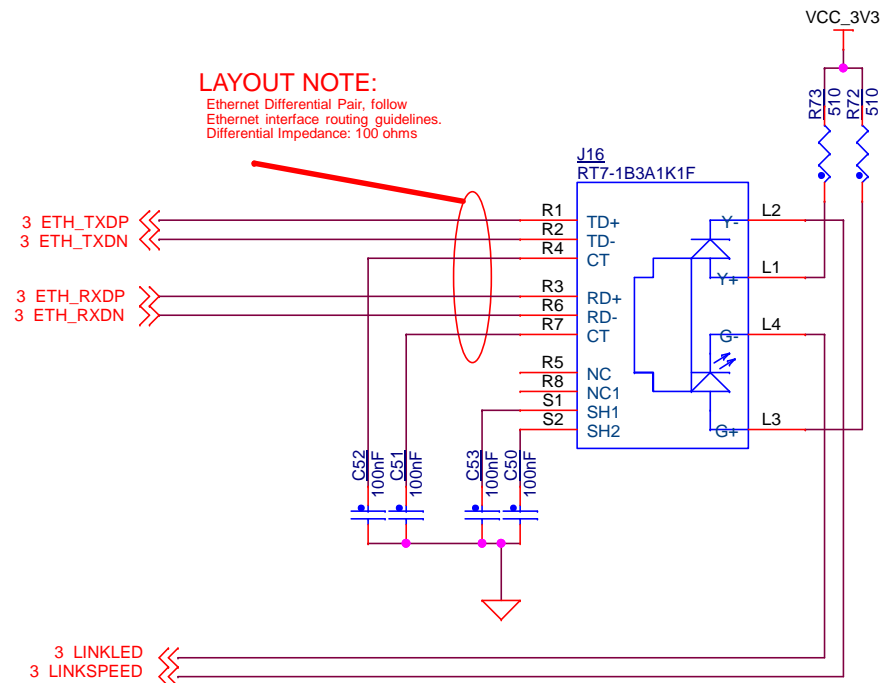 VCC_3V3
R73
510
R72
510
LAYOUT NOTE:
Ethernet Differential Pair, follow
Ethernet interface routing guidelines.
Differential Impedance: 100 ohms
J16
RT7-1B3A1K1F
3 ETH_TXDP
3 ETH_TXDN
3 ETH_RXDP
3 ETH_RXDN
R1 TD+
R2 TD-
R4 CT
R3 RD+
R6 RD-
R7 CT
R5 NC
R8 NC1
S1 SH1
S2 SH2
Y- L2
Y+ L1
G- L4
G+ L3
C52
100nF
C51
100nF
C53
100nF
C50
100nF
3 LINKLED
3 LINKSPEED